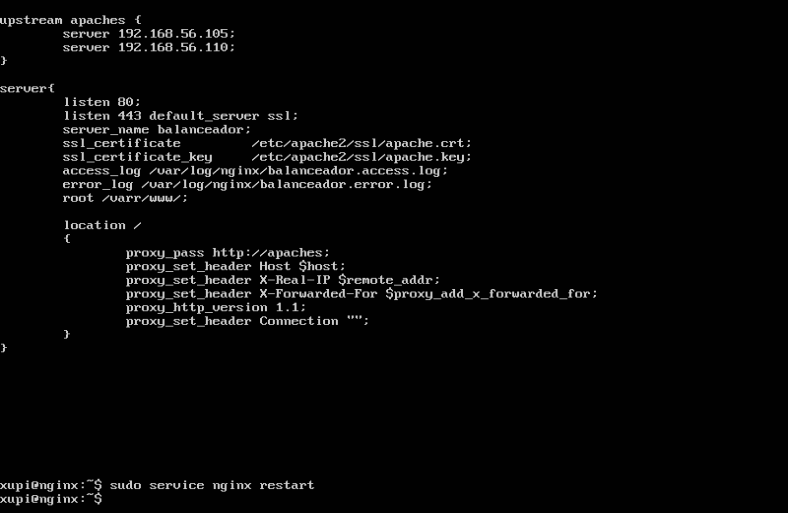 upstream apaches {
        server 192.168.56.105;
        server 192.168.56.110;
}
server{
        listen 80;
        listen 443 default_server ssl;
        server_name balanceador;
        ssl_certificate         /etc/apache2/ssl/apache.crt;
        ssl_certificate_key     /etc/apache2/ssl/apache.key;
        access_log /var/log/nginx/balanceador.access.log;
        error_log /var/log/nginx/balanceador.error.log;
        root /varr/www/;
        location /
        {
                proxy_pass http://apaches;
                proxy_set_header Host $host;
                proxy_set_header X-Real-IP $remote_addr;
                proxy_set_header X-Forwarded-For $proxy_add_x_forwarded_for;
                proxy_http_version 1.1;
                proxy_set_header Connection "";
        }
}
xupi@nginx:~$ sudo service nginx restart
xupi@nginx:~$